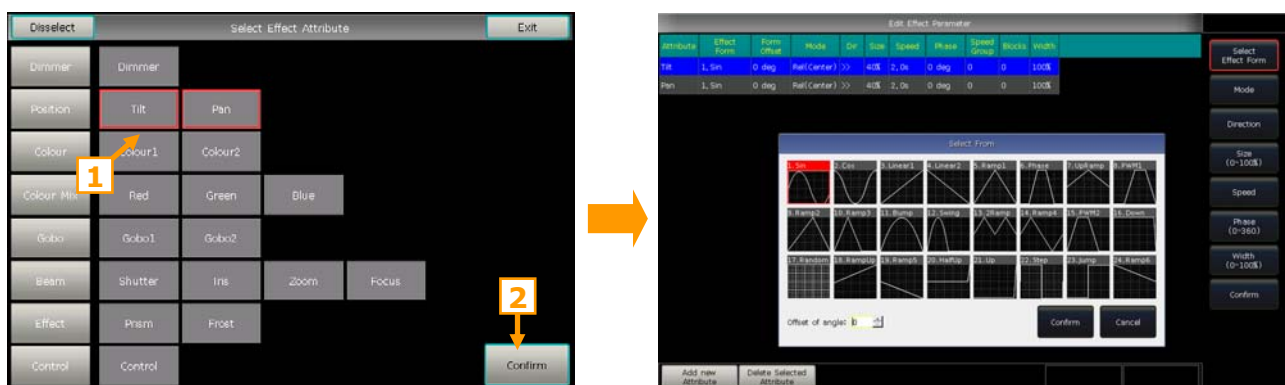 Disselect Select Effect Attribute Exit
Dimmer Dimmer
Position Tilt Pan
1
Colour Colour1 Colour2
Colour Mix Red Green Blue
Gobo Gobo1 Gobo2
Beam Shutter Iris Zoom Focus
2
Effect Prism Frost
Control Control Confirm
Edit Effect Parameter
Attribute Effect Form Form Offset Mode Dir Size Speed Phase Speed Group Blocks Width
Tilt 1, Sin 0 deg Rel(Center) >> 40% 2,0s 0 deg 0 0 100%
Pan 1, Sin 0 deg Rel(Center) >> 40% 2,0s 0 deg 0 0 100%
Select From
1.Sin 2.Cos 3.Linear1 4.Linear2 5.Ramp1 6.Phase 7.UpRamp 8.PWM1
9.Ramp2 10.Ramp3 11.Bump 12.Swing 13.2Ramp 14.Ramp4 15.PWM2 16.Down
17.Random 18.RampUp 19.Ramp5 20.HalfUp 21.Up 22.Step 23.Jump 24.Ramp6
Offset of angle: 0 Confirm Cancel
Select
Effect Form
Mode
Direction
Size
(0~100%)
Speed
Phase
(0~360)
Width
(0~100%)
Confirm
Add new
Attribute
Delete Selected
Attribute